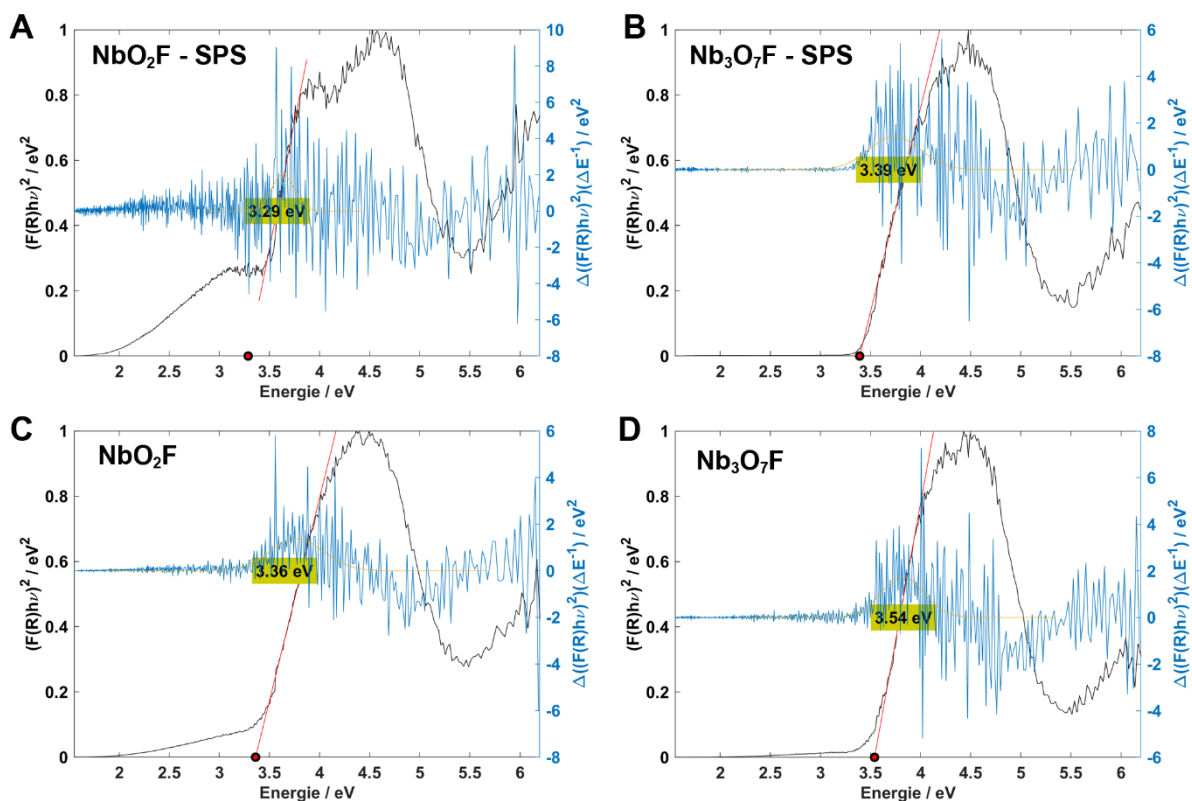 A
NbO₂F - SPS
(F(R)hν)² / eV²
1
0.8
0.6
0.4
0.2
0
2 2.5 3 3.5 4 4.5 5 5.5 6
Energie / eV
3.29 eV
10
8
6
4
2
0
-2
-4
-6
-8
Δ((F(R)hν)²)(ΔE⁻¹) / eV²
B
Nb₃O₇F - SPS
(F(R)hν)² / eV²
1
0.8
0.6
0.4
0.2
0
2 2.5 3 3.5 4 4.5 5 5.5 6
Energie / eV
3.39 eV
6
4
2
0
-2
-4
-6
-8
Δ((F(R)hν)²)(ΔE⁻¹) / eV²
C
NbO₂F
(F(R)hν)² / eV²
1
0.8
0.6
0.4
0.2
0
2 2.5 3 3.5 4 4.5 5 5.5 6
Energie / eV
3.36 eV
6
4
2
0
-2
-4
-6
-8
Δ((F(R)hν)²)(ΔE⁻¹) / eV²
D
Nb₃O₇F
(F(R)hν)² / eV²
1
0.8
0.6
0.4
0.2
0
2 2.5 3 3.5 4 4.5 5 5.5 6
Energie / eV
3.54 eV
8
6
4
2
0
-2
-4
-6
Δ((F(R)hν)²)(ΔE⁻¹) / eV²